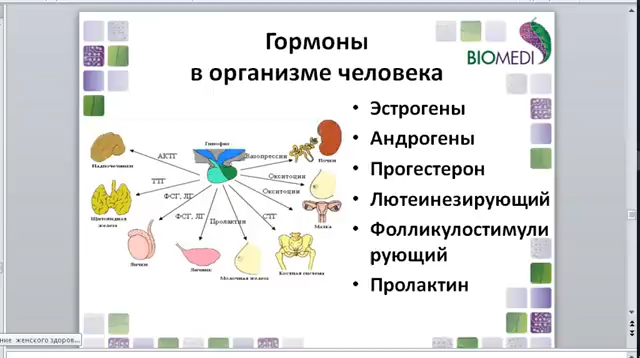 Гормоны
в организме человека
BIOMEDI
• Эстрогены
• Андрогены
• Прогестерон
• Лютеинезирующий
• Фолликулостимули
рующий
• Пролактин
Гипофиз
АКТГ
Вазопрессин
Надпочечники
Почки
ТТГ
Окситоцин
Окситоцин
ФСГ, ЛГ
Щитовидная
железа
ФСГ, ЛГ
Пролактин
СТГ
Матка
Яички
Яичник
Молочная железа
Костная система
ние женского здоров...